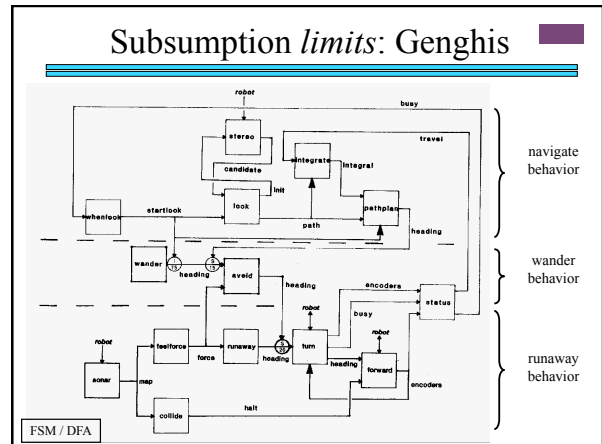 Subsumption limits: Genghis
robot
busy
stereo
travel
integrate
integral
candidate
init
whenlook
startlook
look
path
pathplan
heading
navigate
behavior
wander
heading
avoid
heading
encoders
status
busy
wander
behavior
robot
robot
robot
feelforce
force
runaway
heading
turn
heading
forward
encoders
sonar
map
collide
halt
runaway
behavior
FSM / DFA